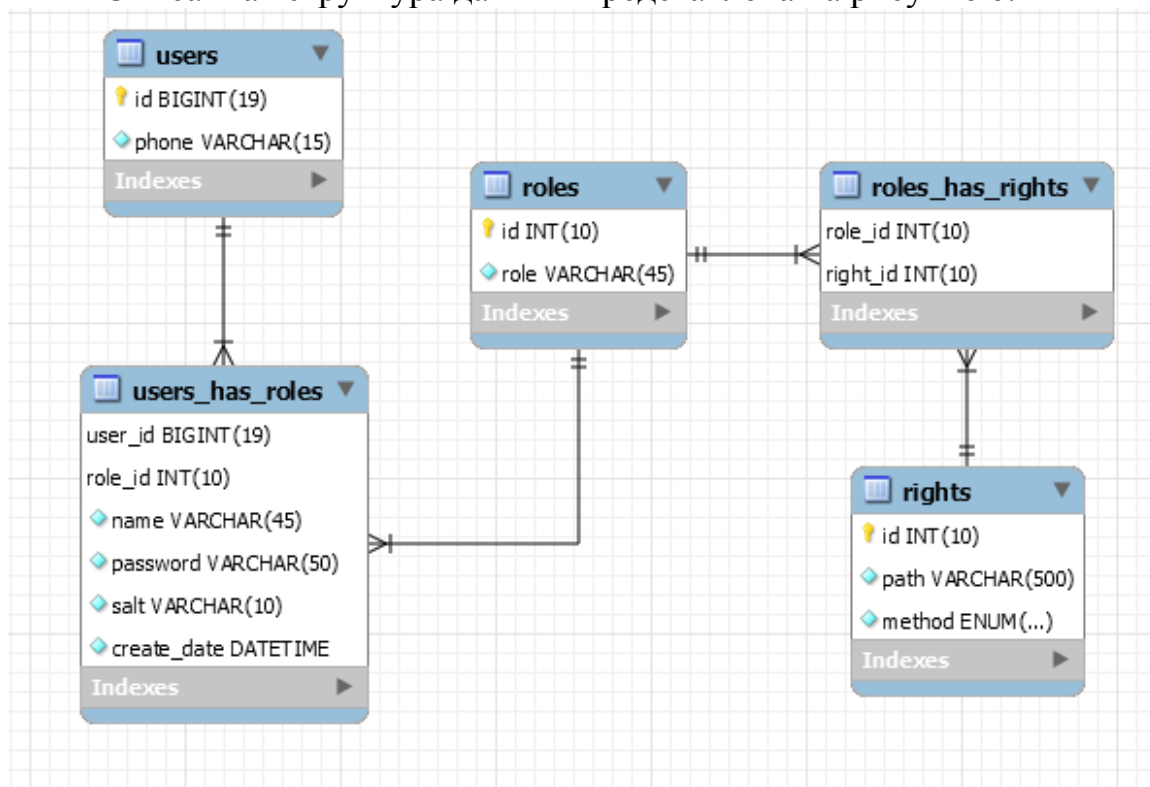 users
id BIGINT(19)
phone VARCHAR(15)
Indexes
roles
id INT(10)
role VARCHAR(45)
Indexes
roles_has_rights
role_id INT(10)
right_id INT(10)
Indexes
users_has_roles
user_id BIGINT(19)
role_id INT(10)
name VARCHAR(45)
password VARCHAR(50)
salt VARCHAR(10)
create_date DATETIME
Indexes
rights
id INT(10)
path VARCHAR(500)
method ENUM(...)
Indexes